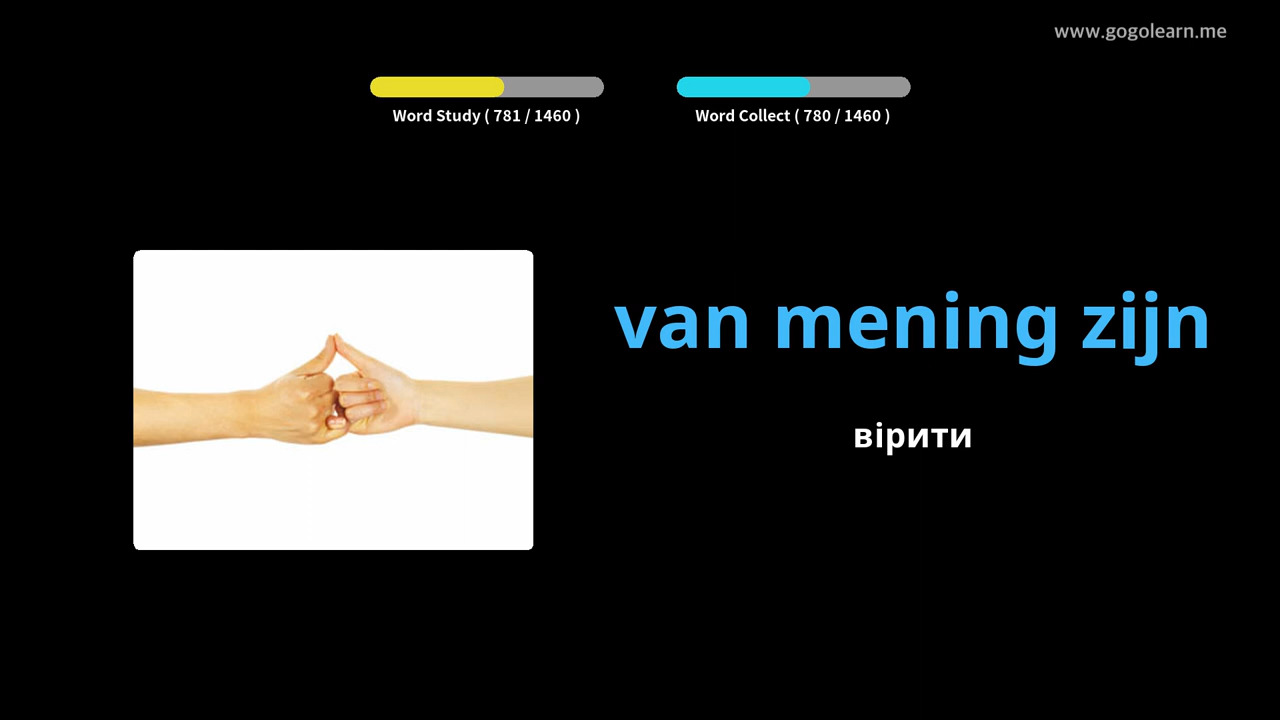 www.gogolearn.me
Word Study ( 781 / 1460 )
Word Collect ( 780 / 1460 )
van mening zijn
вірити